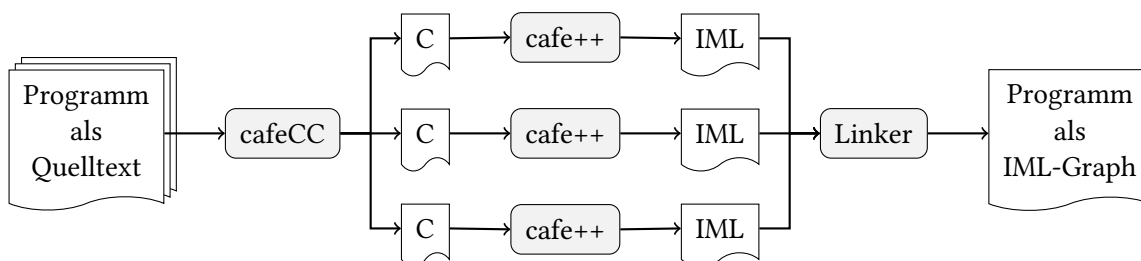 Programm
als
Quelltext
cafeCC
C
cafe++
IML
C
cafe++
IML
C
cafe++
IML
Linker
Programm
als
IML-Graph